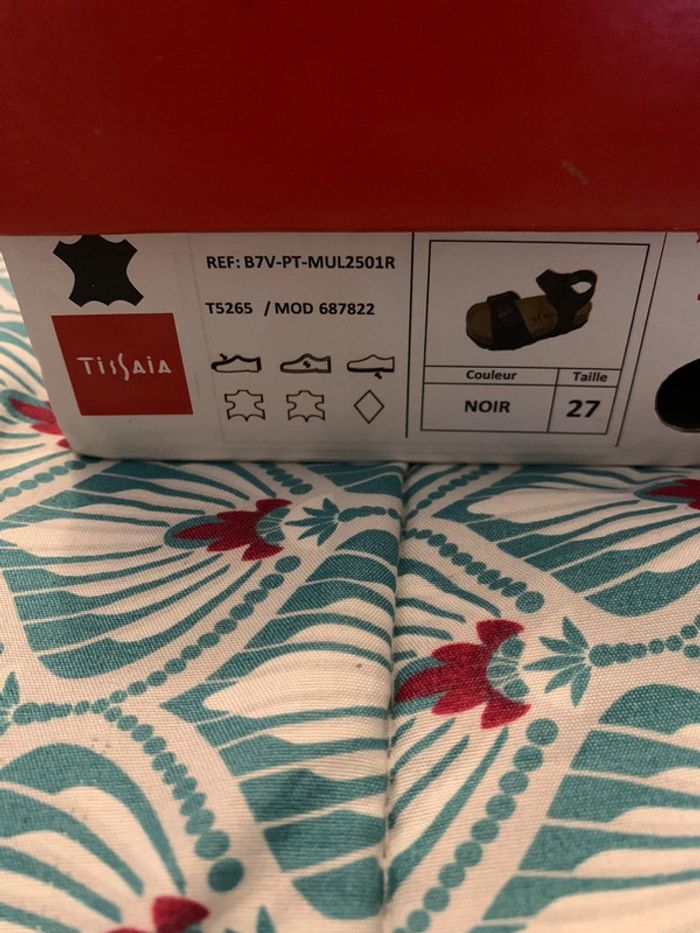 REF: B7V-PT-MUL2501R
T5265 / MOD 687822
TISSAIA
Couleur Taille
NOIR 27